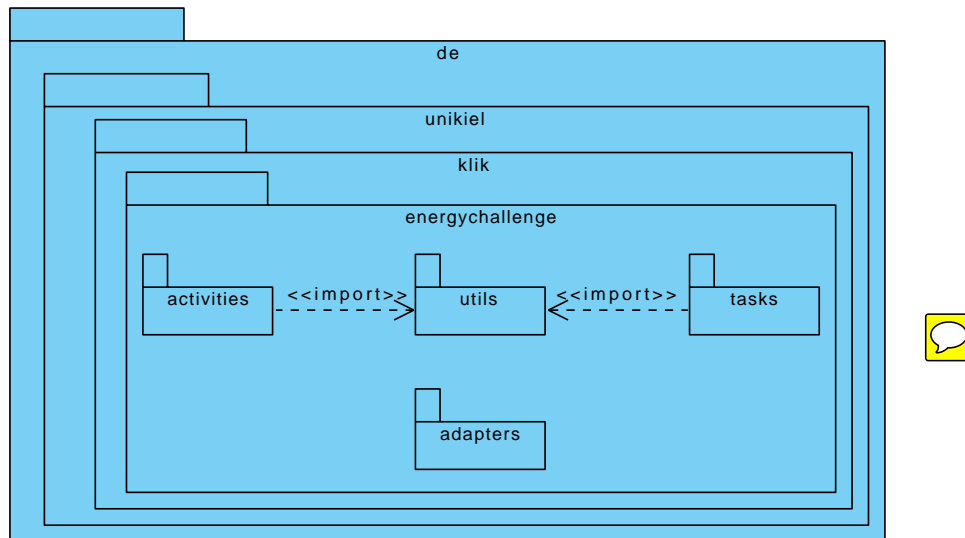 de
unikiel
klik
energychallenge
activities <<import>> utils <<import>> tasks
adapters